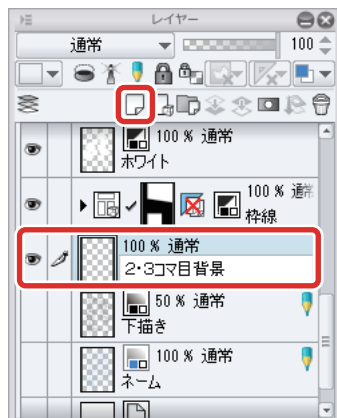 レイヤー
通常 100
100 % 通常
ホワイト
100 % 通常
枠線
100 % 通常
2・3コマ目背景
50 % 通常
下描き
100 % 通常
ネーム